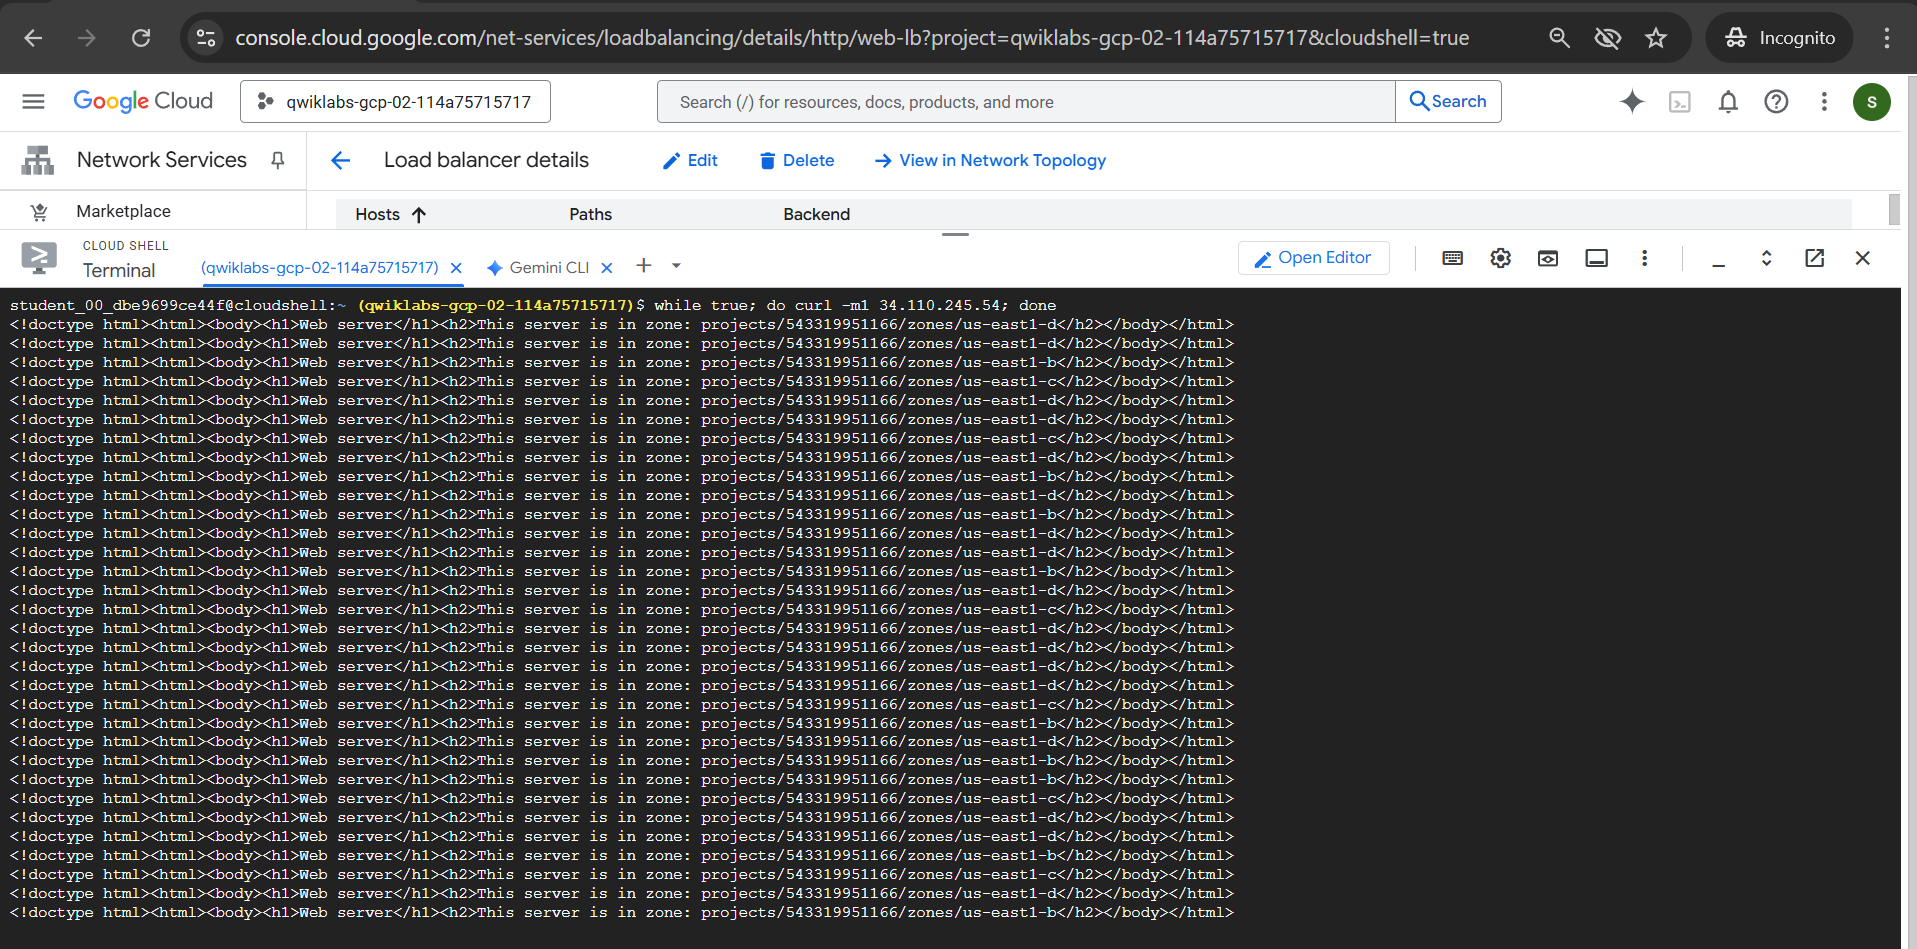 console.cloud.google.com/net-services/loadbalancing/details/http/web-lb?project=qwiklabs-gcp-02-114a75715717&cloudshell=true
Incognito
Google Cloud
qwiklabs-gcp-02-114a75715717
Search (/) for resources, docs, products, and more
Search
S
Network Services
Load balancer details
Edit
Delete
View in Network Topology
Marketplace
Hosts
Paths
Backend
CLOUD SHELL
Terminal
(qwiklabs-gcp-02-114a75715717)
Gemini CLI
Open Editor
student_00_dbe9699ce44f@cloudshell:~ (qwiklabs-gcp-02-114a75715717)$ while true; do curl -m1 34.110.245.54; done
<!doctype html><html><body><h1>Web server</h1><h2>This server is in zone: projects/543319951166/zones/us-east1-d</h2></body></html>
<!doctype html><html><body><h1>Web server</h1><h2>This server is in zone: projects/543319951166/zones/us-east1-d</h2></body></html>
<!doctype html><html><body><h1>Web server</h1><h2>This server is in zone: projects/543319951166/zones/us-east1-b</h2></body></html>
<!doctype html><html><body><h1>Web server</h1><h2>This server is in zone: projects/543319951166/zones/us-east1-c</h2></body></html>
<!doctype html><html><body><h1>Web server</h1><h2>This server is in zone: projects/543319951166/zones/us-east1-d</h2></body></html>
<!doctype html><html><body><h1>Web server</h1><h2>This server is in zone: projects/543319951166/zones/us-east1-d</h2></body></html>
<!doctype html><html><body><h1>Web server</h1><h2>This server is in zone: projects/543319951166/zones/us-east1-c</h2></body></html>
<!doctype html><html><body><h1>Web server</h1><h2>This server is in zone: projects/543319951166/zones/us-east1-d</h2></body></html>
<!doctype html><html><body><h1>Web server</h1><h2>This server is in zone: projects/543319951166/zones/us-east1-b</h2></body></html>
<!doctype html><html><body><h1>Web server</h1><h2>This server is in zone: projects/543319951166/zones/us-east1-d</h2></body></html>
<!doctype html><html><body><h1>Web server</h1><h2>This server is in zone: projects/543319951166/zones/us-east1-b</h2></body></html>
<!doctype html><html><body><h1>Web server</h1><h2>This server is in zone: projects/543319951166/zones/us-east1-d</h2></body></html>
<!doctype html><html><body><h1>Web server</h1><h2>This server is in zone: projects/543319951166/zones/us-east1-d</h2></body></html>
<!doctype html><html><body><h1>Web server</h1><h2>This server is in zone: projects/543319951166/zones/us-east1-b</h2></body></html>
<!doctype html><html><body><h1>Web server</h1><h2>This server is in zone: projects/543319951166/zones/us-east1-d</h2></body></html>
<!doctype html><html><body><h1>Web server</h1><h2>This server is in zone: projects/543319951166/zones/us-east1-c</h2></body></html>
<!doctype html><html><body><h1>Web server</h1><h2>This server is in zone: projects/543319951166/zones/us-east1-d</h2></body></html>
<!doctype html><html><body><h1>Web server</h1><h2>This server is in zone: projects/543319951166/zones/us-east1-d</h2></body></html>
<!doctype html><html><body><h1>Web server</h1><h2>This server is in zone: projects/543319951166/zones/us-east1-d</h2></body></html>
<!doctype html><html><body><h1>Web server</h1><h2>This server is in zone: projects/543319951166/zones/us-east1-d</h2></body></html>
<!doctype html><html><body><h1>Web server</h1><h2>This server is in zone: projects/543319951166/zones/us-east1-c</h2></body></html>
<!doctype html><html><body><h1>Web server</h1><h2>This server is in zone: projects/543319951166/zones/us-east1-b</h2></body></html>
<!doctype html><html><body><h1>Web server</h1><h2>This server is in zone: projects/543319951166/zones/us-east1-d</h2></body></html>
<!doctype html><html><body><h1>Web server</h1><h2>This server is in zone: projects/543319951166/zones/us-east1-b</h2></body></html>
<!doctype html><html><body><h1>Web server</h1><h2>This server is in zone: projects/543319951166/zones/us-east1-b</h2></body></html>
<!doctype html><html><body><h1>Web server</h1><h2>This server is in zone: projects/543319951166/zones/us-east1-c</h2></body></html>
<!doctype html><html><body><h1>Web server</h1><h2>This server is in zone: projects/543319951166/zones/us-east1-d</h2></body></html>
<!doctype html><html><body><h1>Web server</h1><h2>This server is in zone: projects/543319951166/zones/us-east1-d</h2></body></html>
<!doctype html><html><body><h1>Web server</h1><h2>This server is in zone: projects/543319951166/zones/us-east1-b</h2></body></html>
<!doctype html><html><body><h1>Web server</h1><h2>This server is in zone: projects/543319951166/zones/us-east1-c</h2></body></html>
<!doctype html><html><body><h1>Web server</h1><h2>This server is in zone: projects/543319951166/zones/us-east1-d</h2></body></html>
<!doctype html><html><body><h1>Web server</h1><h2>This server is in zone: projects/543319951166/zones/us-east1-b</h2></body></html>